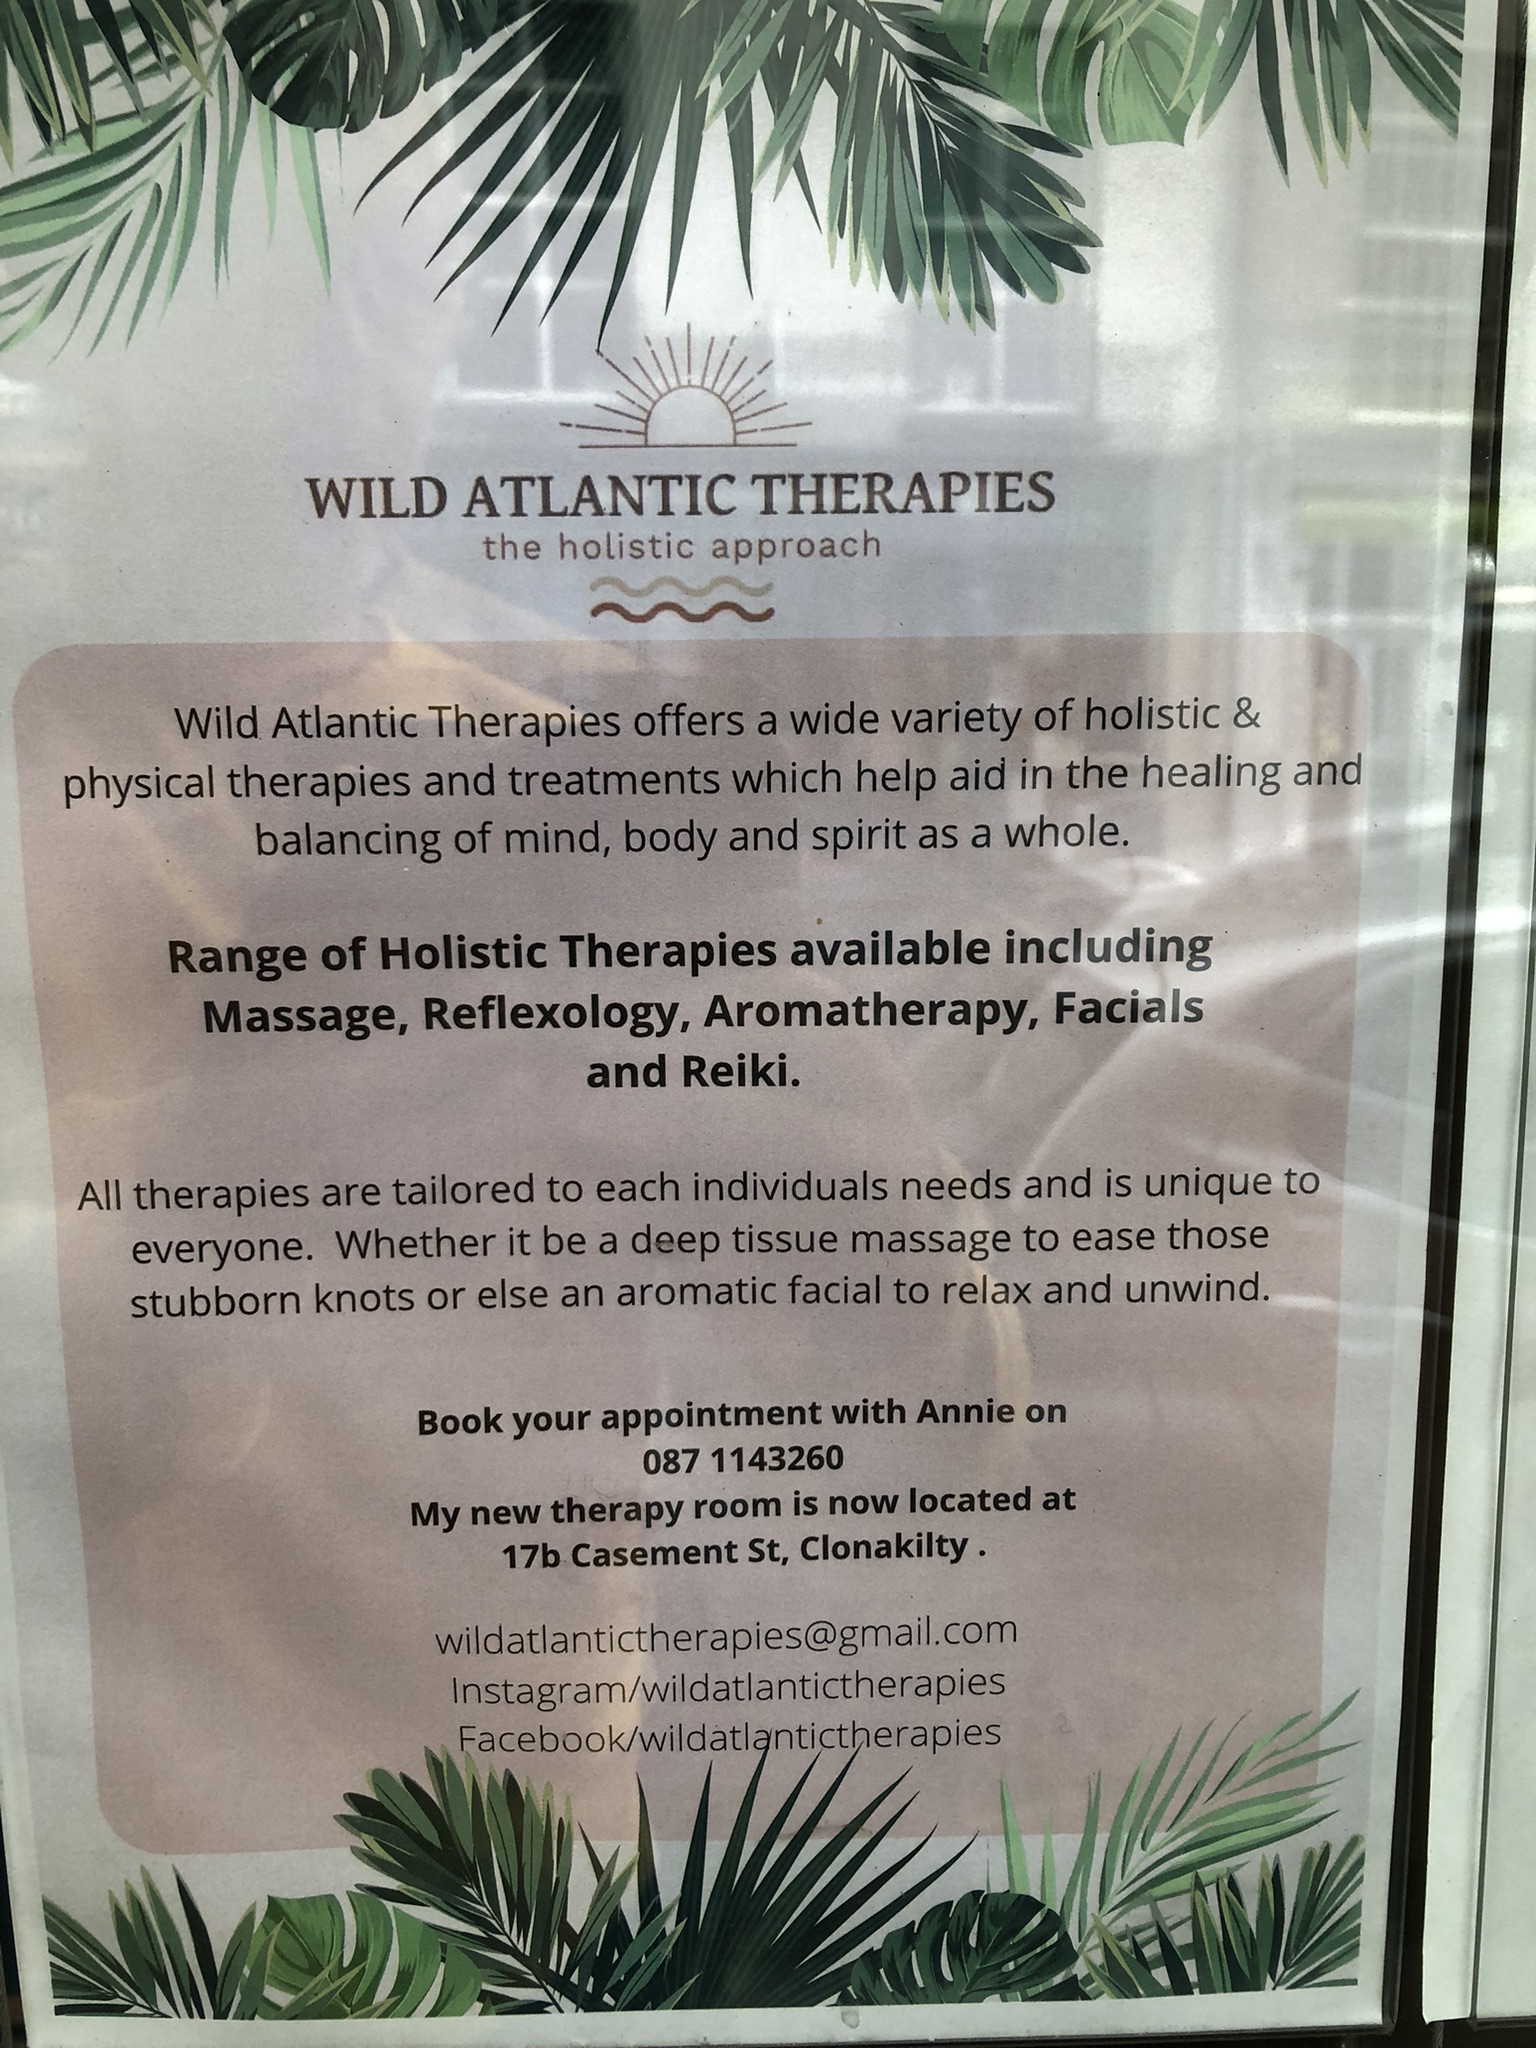 WILD ATLANTIC THERAPIES
the holistic approach
Wild Atlantic Therapies offers a wide variety of holistic &
physical therapies and treatments which help aid in the healing and
balancing of mind, body and spirit as a whole.
Range of Holistic Therapies available including
Massage, Reflexology, Aromatherapy, Facials
and Reiki.
All therapies are tailored to each individuals needs and is unique to
everyone. Whether it be a deep tissue massage to ease those
stubborn knots or else an aromatic facial to relax and unwind.
Book your appointment with Annie on
087 1143260
My new therapy room is now located at
17b Casement St, Clonakilty .
wildatlantictherapies@gmail.com
Instagram/wildatlantictherapies
Facebook/wildatlantictherapies